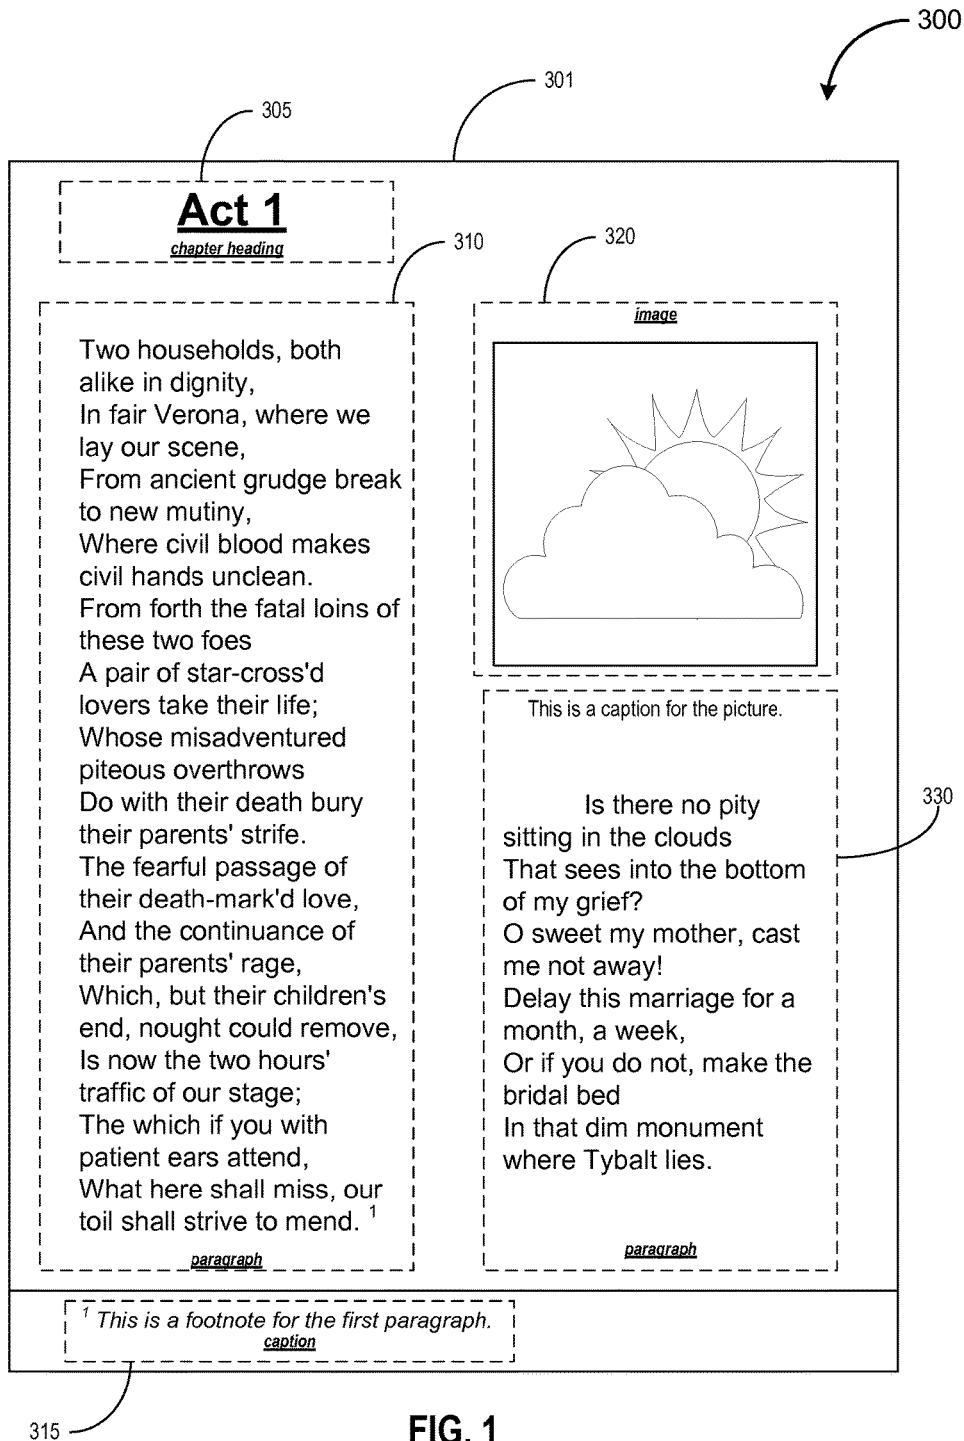 300
301
305
Act 1
chapter heading
310
Two households, both
alike in dignity,
In fair Verona, where we
lay our scene,
From ancient grudge break
to new mutiny,
Where civil blood makes
civil hands unclean.
From forth the fatal loins of
these two foes
A pair of star-cross'd
lovers take their life;
Whose misadventured
piteous overthrows
Do with their death bury
their parents' strife.
The fearful passage of
their death-mark'd love,
And the continuance of
their parents' rage,
Which, but their children's
end, nought could remove,
Is now the two hours'
traffic of our stage;
The which if you with
patient ears attend,
What here shall miss, our
toil shall strive to mend. 1
paragraph
320
image
This is a caption for the picture.
330
Is there no pity
sitting in the clouds
That sees into the bottom
of my grief?
O sweet my mother, cast
me not away!
Delay this marriage for a
month, a week,
Or if you do not, make the
bridal bed
In that dim monument
where Tybalt lies.
paragraph
1 This is a footnote for the first paragraph.
caption
315
FIG. 1